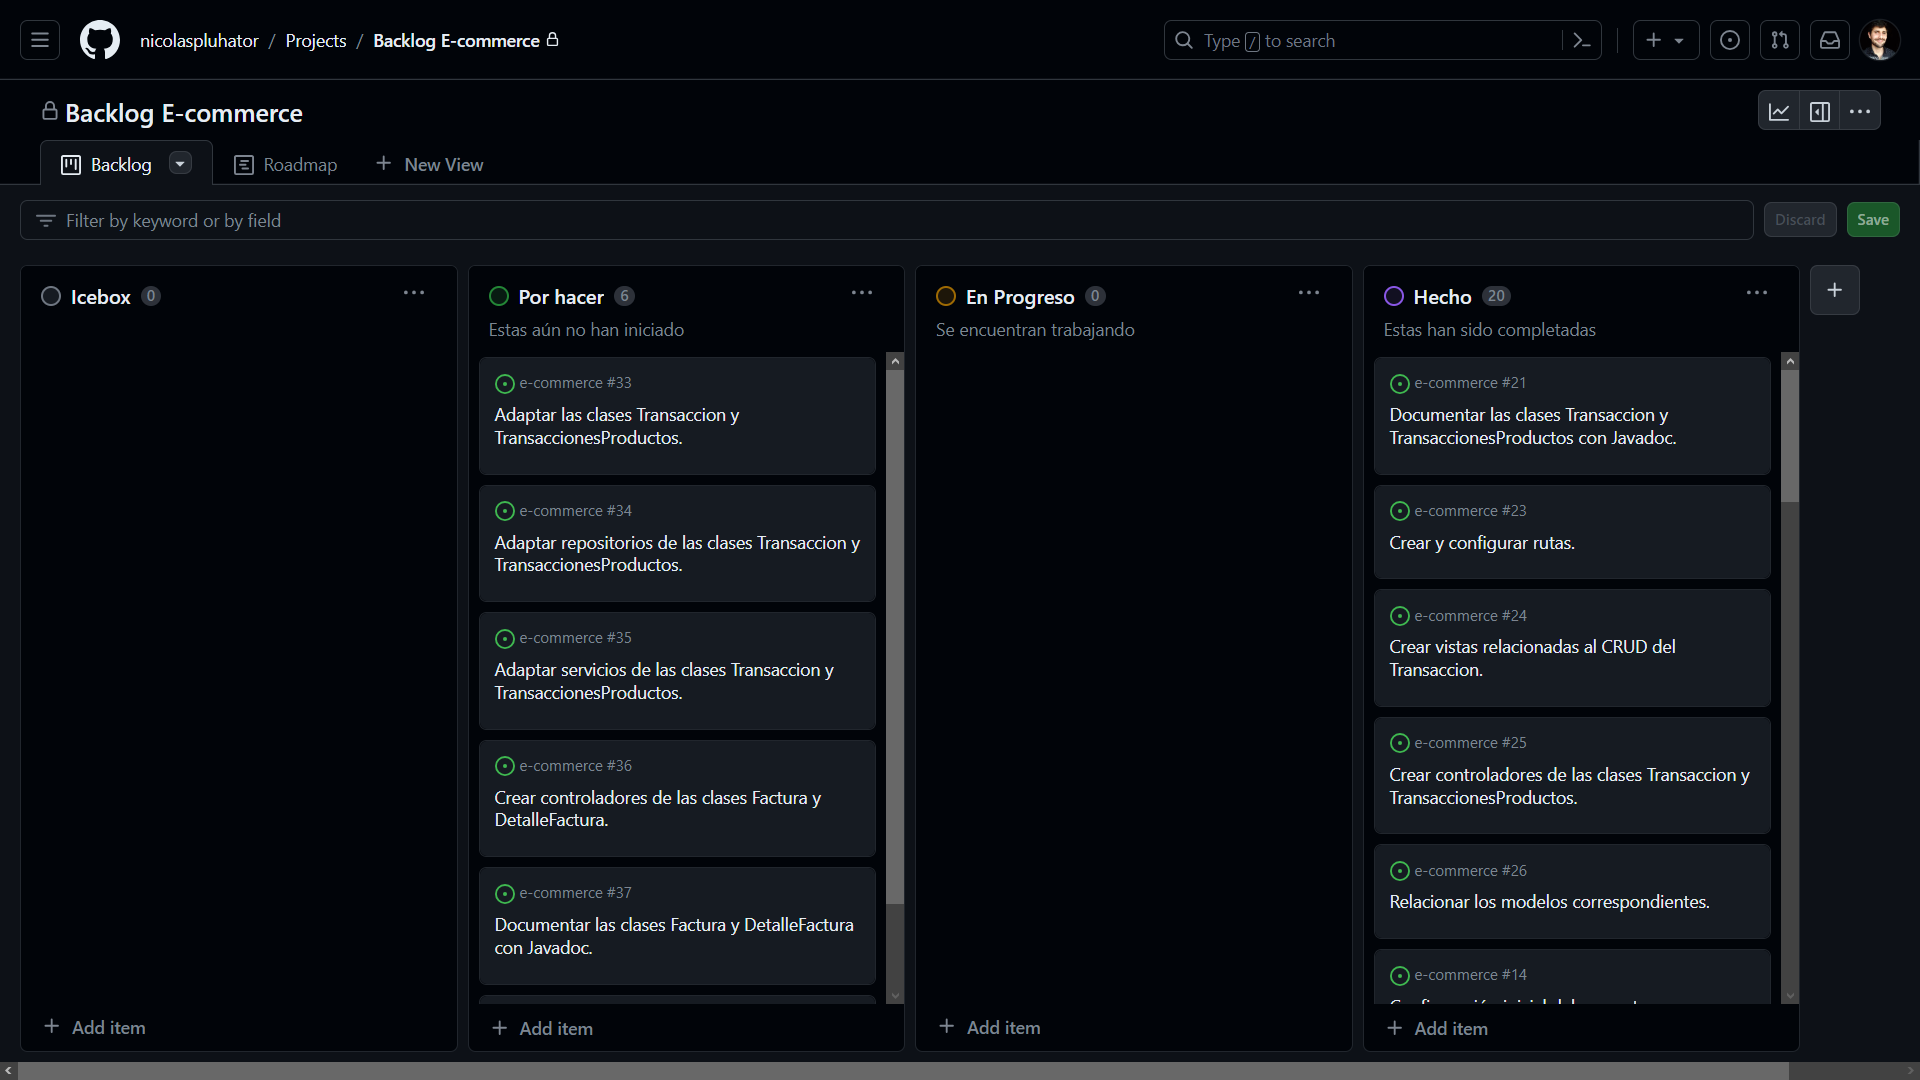 nicolaspluhator / Projects / Backlog E-commerce
Type / to search
Backlog E-commerce
Backlog
Roadmap
New View
Filter by keyword or by field
Discard
Save
Icebox 0
Add item
Por hacer 6
Estas aún no han iniciado
e-commerce #33
Adaptar las clases Transaccion y
TransaccionesProductos.
e-commerce #34
Adaptar repositorios de las clases Transaccion y
TransaccionesProductos.
e-commerce #35
Adaptar servicios de las clases Transaccion y
TransaccionesProductos.
e-commerce #36
Crear controladores de las clases Factura y
DetalleFactura.
e-commerce #37
Documentar las clases Factura y DetalleFactura
con Javadoc.
Add item
En Progreso 0
Se encuentran trabajando
Add item
Hecho 20
Estas han sido completadas
e-commerce #21
Documentar las clases Transaccion y
TransaccionesProductos con Javadoc.
e-commerce #23
Crear y configurar rutas.
e-commerce #24
Crear vistas relacionadas al CRUD del
Transaccion.
e-commerce #25
Crear controladores de las clases Transaccion y
TransaccionesProductos.
e-commerce #26
Relacionar los modelos correspondientes.
e-commerce #14
Add item